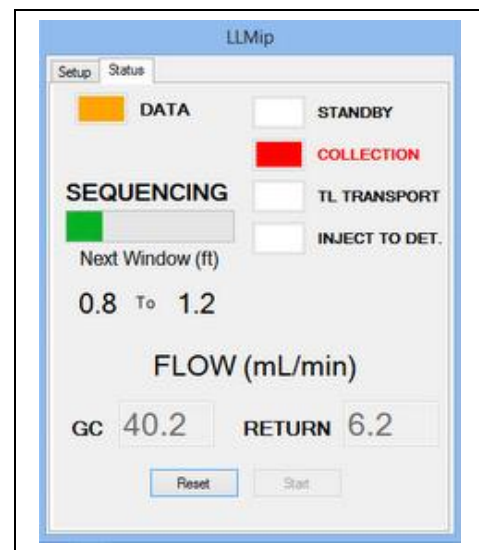 LLMip
Setup Status
DATA
STANDBY
COLLECTION
SEQUENCING
TL TRANSPORT
INJECT TO DET.
Next Window (ft)
0.8 To 1.2
FLOW (mL/min)
GC 40.2 RETURN 6.2
Reset Start